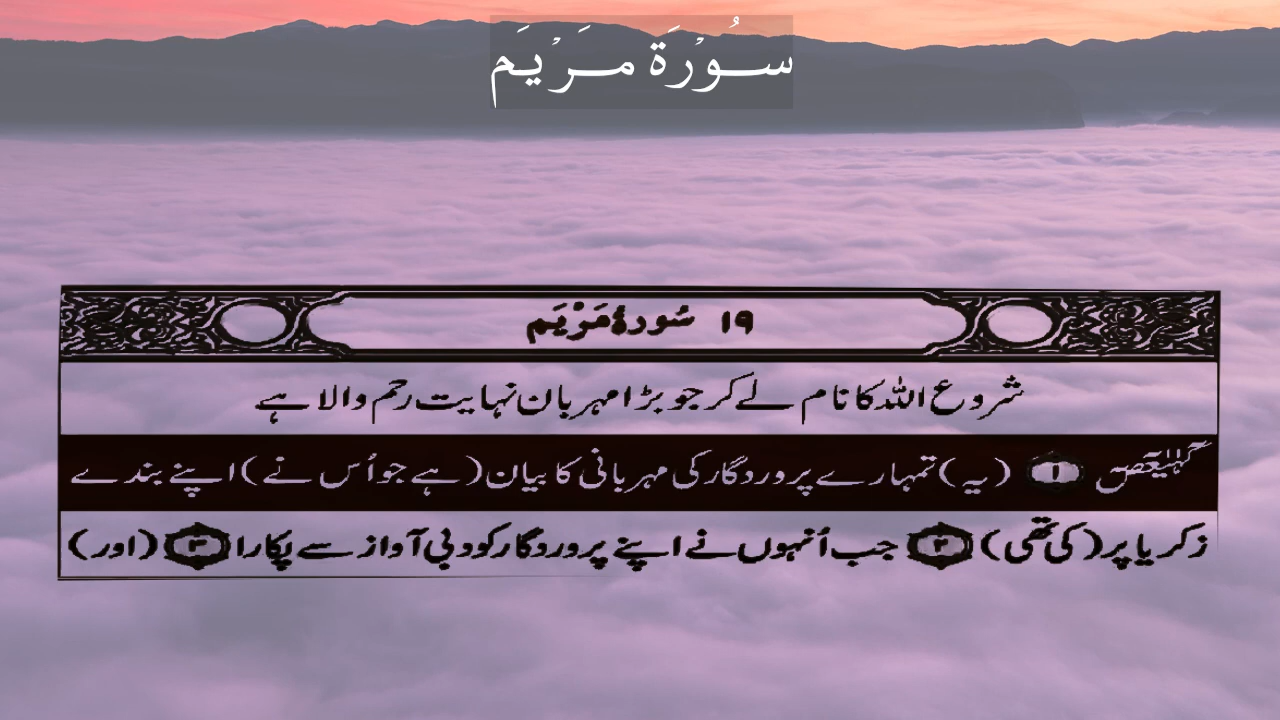 سُوْرَة مَرْيَم
۱۹ سُورۂ مَرْیَم
شروع اللہ کا نام لے کر جو بڑا مہربان نہایت رحم والا ہے
كٓهٰيٰعٓصٓ ۱ (یہ) تمہارے پروردگار کی مہربانی کا بیان (ہے جو اُس نے) اپنے بندے
زکریا پر (کی تھی) ۲ جب اُنہوں نے اپنے پروردگار کو دبی آواز سے پکارا ۳ (اور)